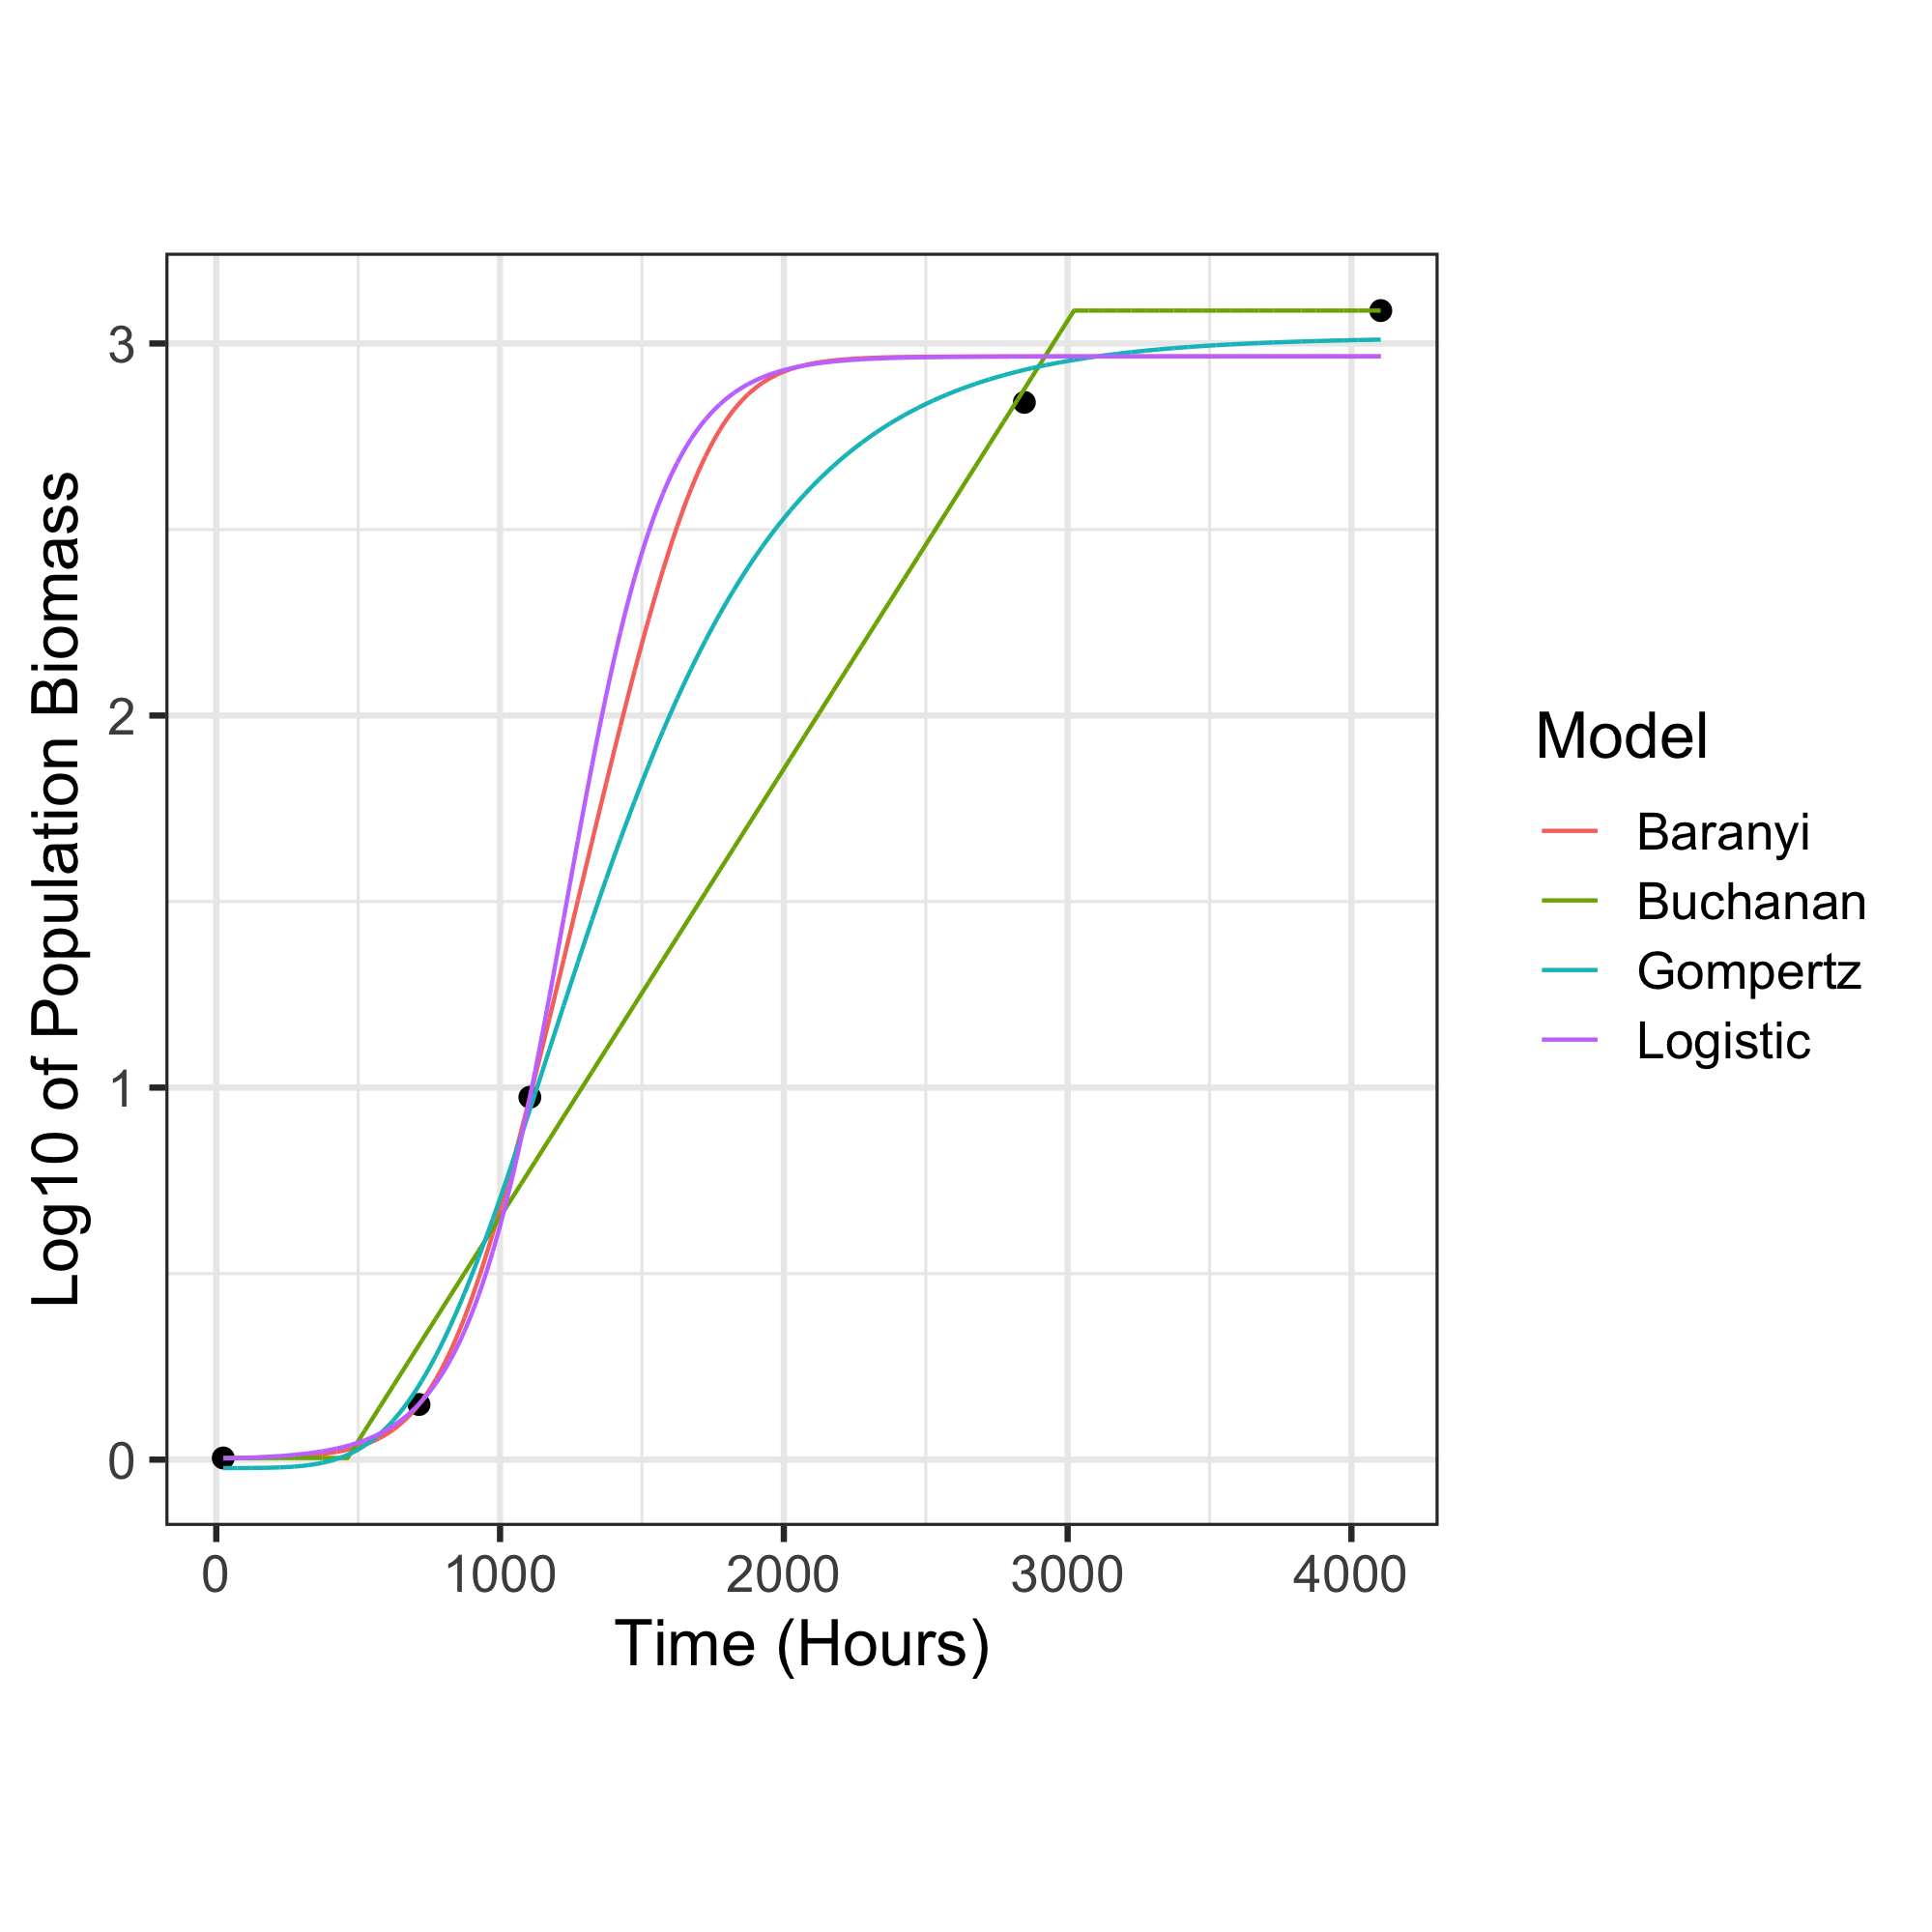 3
2
1
0
0 1000 2000 3000 4000
Time (Hours)
Log10 of Population Biomass
Model
Baranyi
Buchanan
Gompertz
Logistic